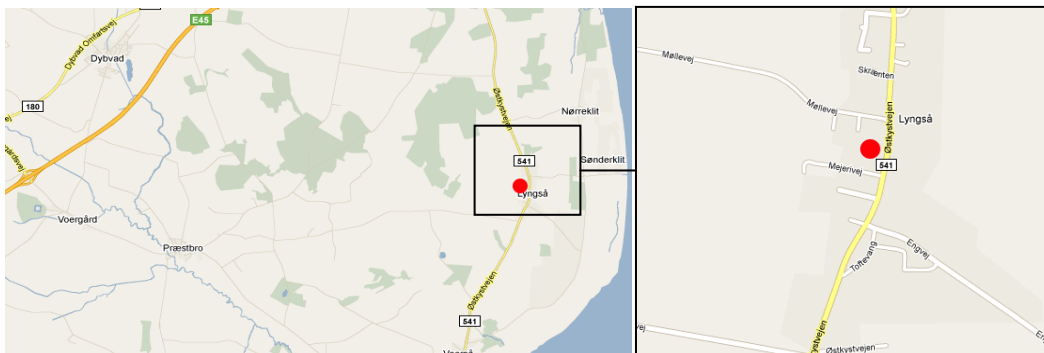 E45
Dybvad Omfartsvej
Dybvad
180
Østkystvejen
Nørreklit
541
Sønderklit
Lyngså
Voergård
Præstbro
Østkystvejen
541
Møllevej
Sklænten
Møllevej
Lyngså
Østkystvejen
541
Mejerivej
Engvej
Toftevang
Østkystvejen